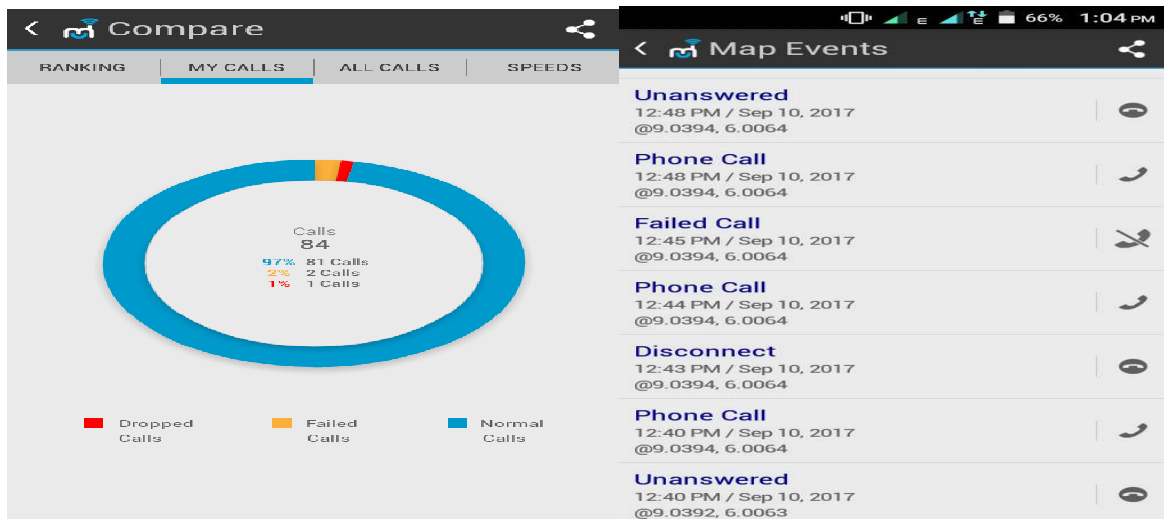 Compare
RANKING
MY CALLS
ALL CALLS
SPEEDS
Calls
84
97% 81 Calls
2% 2 Calls
1% 1 Calls
Dropped
Calls
Failed
Calls
Normal
Calls
E E 66% 1:04 PM
Map Events
Unanswered
12:48 PM / Sep 10, 2017
@9.0394, 6.0064
Phone Call
12:48 PM / Sep 10, 2017
@9.0394, 6.0064
Failed Call
12:45 PM / Sep 10, 2017
@9.0394, 6.0064
Phone Call
12:44 PM / Sep 10, 2017
@9.0394, 6.0064
Disconnect
12:43 PM / Sep 10, 2017
@9.0394, 6.0064
Phone Call
12:40 PM / Sep 10, 2017
@9.0394, 6.0064
Unanswered
12:40 PM / Sep 10, 2017
@9.0392, 6.0063